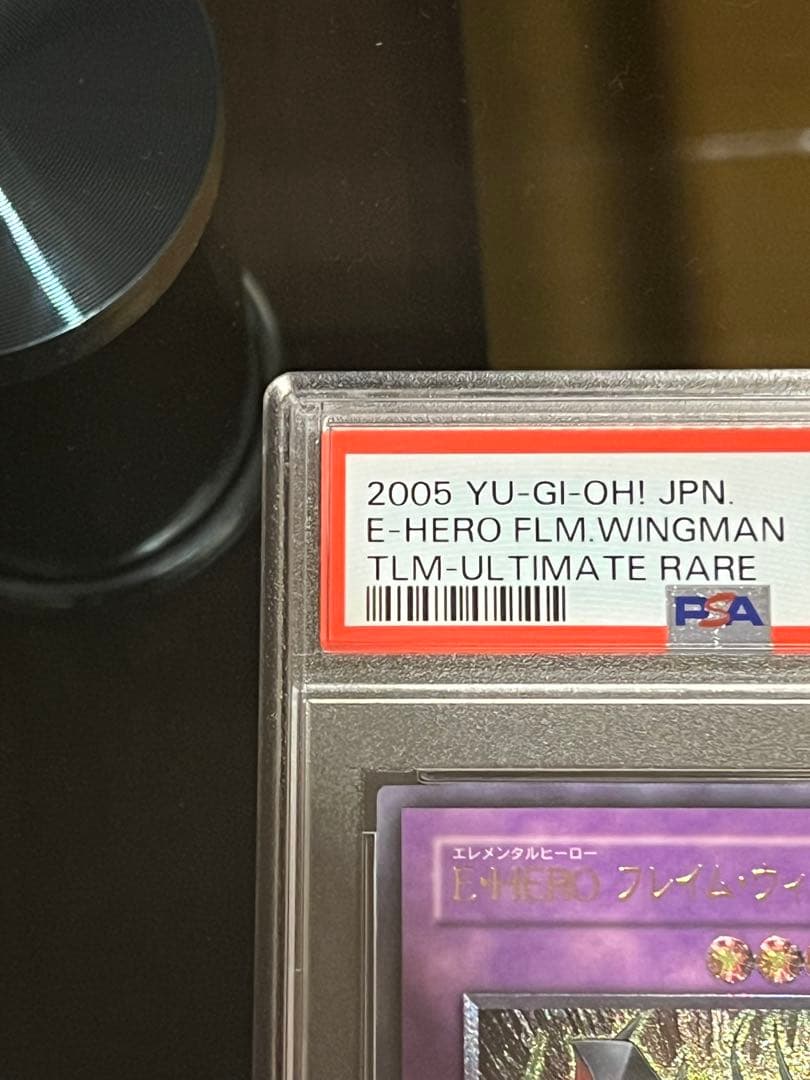 2005 YU-GI-OH! JPN.
E-HERO FLM.WINGMAN
TLM-ULTIMATE RARE
PSA
エレメンタルヒーロー
E・HERO フレイム・ウィ